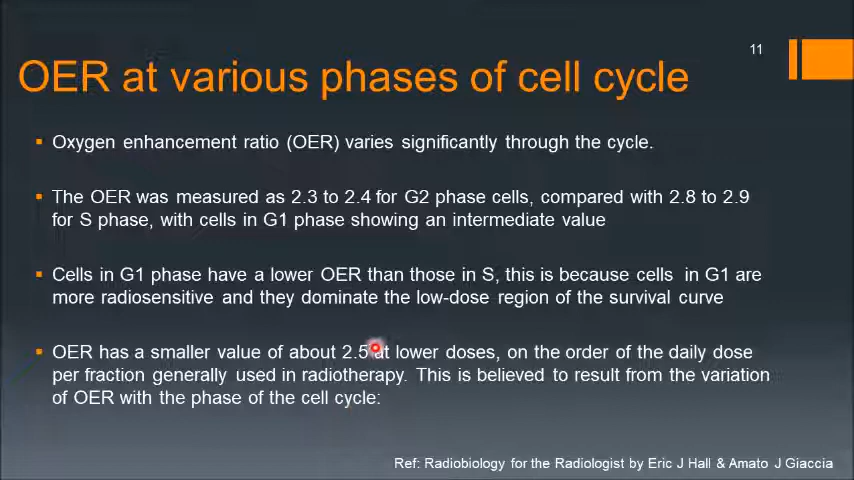 11
OER at various phases of cell cycle
▪ Oxygen enhancement ratio (OER) varies significantly through the cycle.
▪ The OER was measured as 2.3 to 2.4 for G2 phase cells, compared with 2.8 to 2.9
for S phase, with cells in G1 phase showing an intermediate value
▪ Cells in G1 phase have a lower OER than those in S, this is because cells in G1 are
more radiosensitive and they dominate the low-dose region of the survival curve
▪ OER has a smaller value of about 2.5 at lower doses, on the order of the daily dose
per fraction generally used in radiotherapy. This is believed to result from the variation
of OER with the phase of the cell cycle:
Ref: Radiobiology for the Radiologist by Eric J Hall & Amato J Giaccia